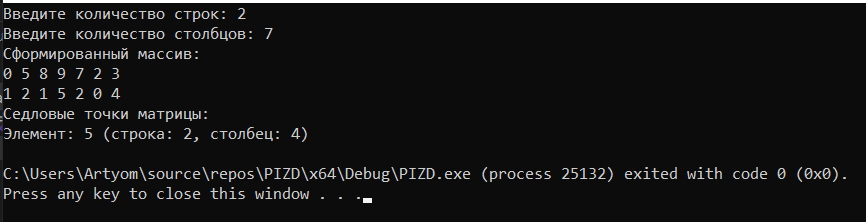 Введите количество строк: 2
Введите количество столбцов: 7
Сформированный массив:
0 5 8 9 7 2 3
1 2 1 5 2 0 4
Седловые точки матрицы:
Элемент: 5 (строка: 2, столбец: 4)
C:\Users\Artyom\source\repos\PIZD\x64\Debug\PIZD.exe (process 25132) exited with code 0 (0x0).
Press any key to close this window . . .